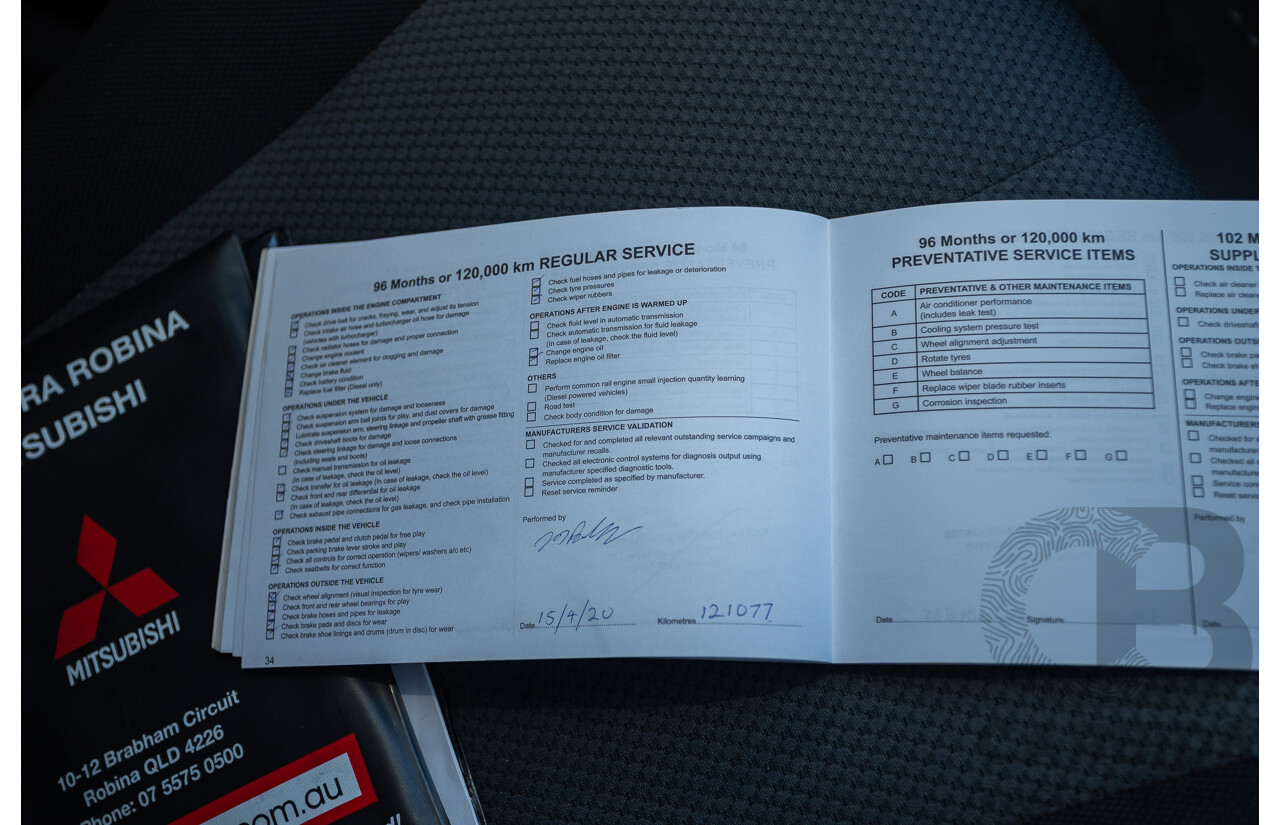 RA ROBINA
SUBISHI
MITSUBISHI
10-12 Brabham Circuit
Robina QLD 4226
Phone: 07 5575 0500
om.au
96 Months or 120,000 km REGULAR SERVICE
OPERATIONS INSIDE THE ENGINE COMPARTMENT
Check drive belt for cracks, fraying, wear, and adjust its tension
Check intake air hose and turbocharger oil hose for damage
(vehicles with turbocharger)
Check radiator hoses for damage and proper connection
Change engine coolant
Check air cleaner element for clogging and damage
Change brake fluid
Check battery condition
Replace fuel filter (Diesel only)
OPERATIONS UNDER THE VEHICLE
Check suspension system for damage and looseness
Check suspension arm ball joints for play, and dust covers for damage
Lubricate suspension arm, steering linkage and propeller shaft with grease fitting
Check driveshaft boots for damage
Check steering linkage for damage and loose connections
(including seals and boots)
Check manual transmission for oil leakage
(In case of leakage, check the oil level)
Check transfer for oil leakage (In case of leakage, check the oil level)
Check front and rear differential for oil leakage
(In case of leakage, check the oil level)
Check exhaust pipe connections for gas leakage, and check pipe installation
OPERATIONS INSIDE THE VEHICLE
Check brake pedal and clutch pedal for free play
Check parking brake lever stroke and play
Check all controls for correct operation (wipers/ washers a/c etc)
Check seatbelts for correct function
OPERATIONS OUTSIDE THE VEHICLE
Check wheel alignment (visual inspection for tyre wear)
Check front and rear wheel bearings for play
Check brake hoses and pipes for leakage
Check brake pads and discs for wear
Check brake shoe linings and drums (drum in disc) for wear
34
Check fuel hoses and pipes for leakage or deterioration
Check tyre pressures
Check wiper rubbers
OPERATIONS AFTER ENGINE IS WARMED UP
Check fluid level in automatic transmission
Check automatic transmission for fluid leakage
(In case of leakage, check the fluid level)
Change engine oil
Replace engine oil filter
OTHERS
Perform common rail engine small injection quantity learning
(Diesel powered vehicles)
Road test
Check body condition for damage
MANUFACTURERS SERVICE VALIDATION
Checked for and completed all relevant outstanding service campaigns and
manufacturer recalls.
Checked all electronic control systems for diagnosis output using
manufacturer specified diagnostic tools.
Service completed as specified by manufacturer.
Reset service reminder
Performed by
Date 15/4/20 Kilometres 121077
96 Months or 120,000 km
PREVENTATIVE SERVICE ITEMS
CODE PREVENTATIVE & OTHER MAINTENANCE ITEMS
A Air conditioner performance
(includes leak test)
B Cooling system pressure test
C Wheel alignment adjustment
D Rotate tyres
E Wheel balance
F Replace wiper blade rubber inserts
G Corrosion inspection
Preventative maintenance items requested:
A B C D E F G
Date Signature
102 M
SUPPL
OPERATIONS INSIDE T
Check air cleaner
Replace air cleane
OPERATIONS UNDER
Check driveshaf
OPERATIONS OUTS
Check brake pa
Check brake sh
OPERATIONS AFTE
Change engin
Replace engin
MANUFACTURERS
Checked for
manufacture
Checked all
manufacture
Service con
Reset servic
Performed by
Date
CB